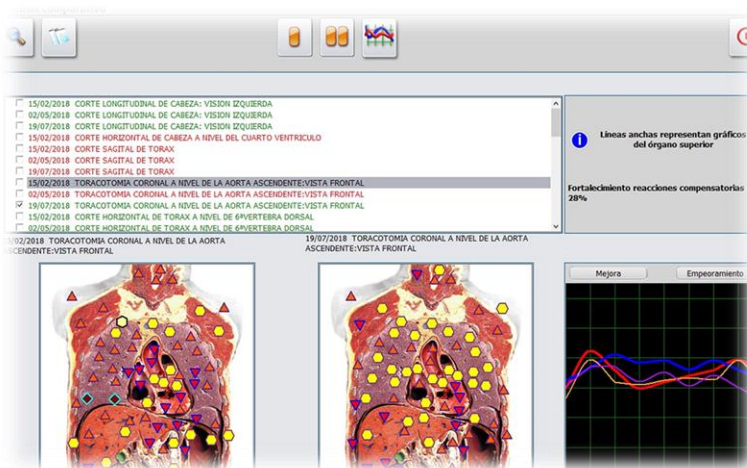 15/02/2018 CORTE LONGITUDINAL DE CABEZA: VISION IZQUIERDA
02/05/2018 CORTE LONGITUDINAL DE CABEZA: VISION IZQUIERDA
19/07/2018 CORTE LONGITUDINAL DE CABEZA: VISION IZQUIERDA
15/02/2018 CORTE HORIZONTAL DE CABEZA A NIVEL DEL CUARTO VENTRICULO
15/02/2018 CORTE SAGITAL DE TORAX
02/05/2018 CORTE SAGITAL DE TORAX
19/07/2018 CORTE SAGITAL DE TORAX
15/02/2018 TORACOTOMIA CORONAL A NIVEL DE LA AORTA ASCENDENTE:VISTA FRONTAL
02/05/2018 TORACOTOMIA CORONAL A NIVEL DE LA AORTA ASCENDENTE:VISTA FRONTAL
19/07/2018 TORACOTOMIA CORONAL A NIVEL DE LA AORTA ASCENDENTE:VISTA FRONTAL
15/02/2018 CORTE HORIZONTAL DE TORAX A NIVEL DE 6ªVERTEBRA DORSAL
02/05/2018 CORTE HORIZONTAL DE TORAX A NIVEL DE 6ªVERTEBRA DORSAL
Lineas anchas representan gráficos
del órgano superior
Fortalecimiento reacciones compensatorias
28%
/02/2018 TORACOTOMIA CORONAL A NIVEL DE LA AORTA
ASCENDENTE:VISTA FRONTAL
19/07/2018 TORACOTOMIA CORONAL A NIVEL DE LA AORTA
ASCENDENTE:VISTA FRONTAL
Mejora
Empeoramiento